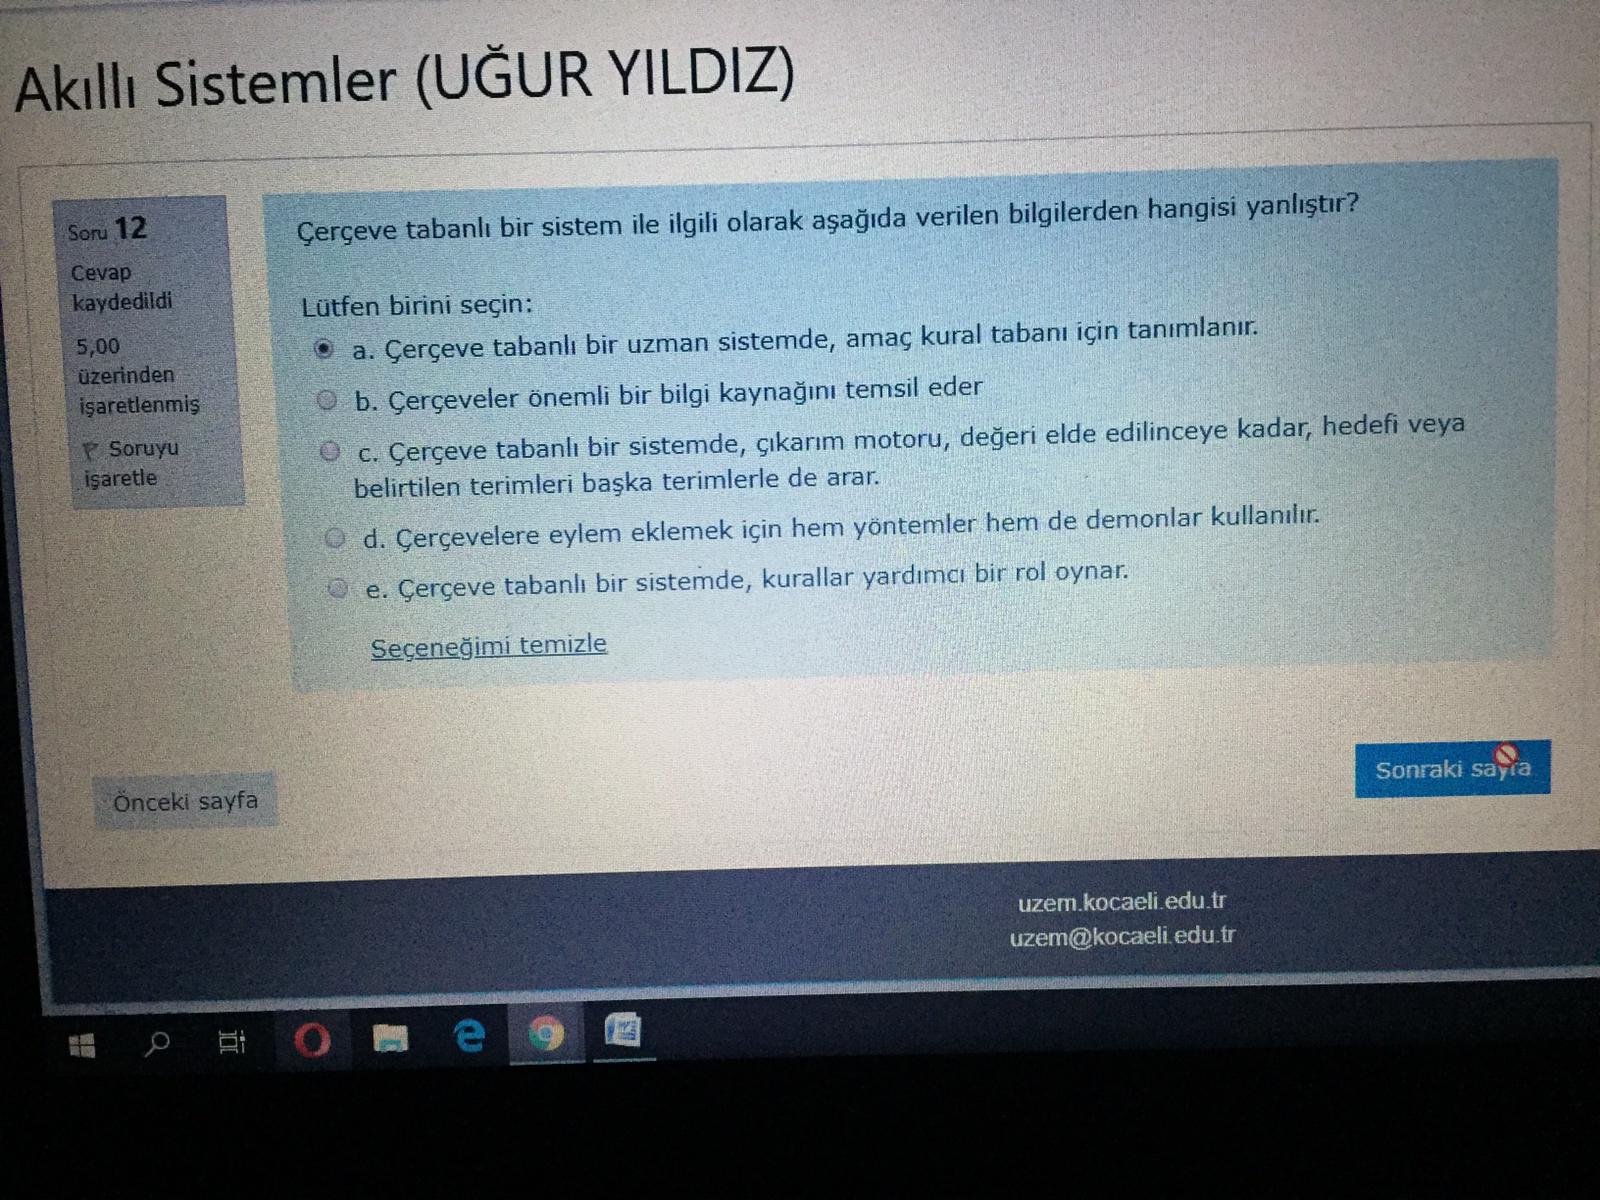 Akıllı Sistemler (UĞUR YILDIZ)
Soru 12
Cevap
kaydedildi
5,00
üzerinden
işaretlenmiş
Soruyu
işaretle
Çerçeve tabanlı bir sistem ile ilgili olarak aşağıda verilen bilgilerden hangisi yanlıştır?
Lütfen birini seçin:
a. Çerçeve tabanlı bir uzman sistemde, amaç kural tabanı için tanımlanır.
b. Çerçeveler önemli bir bilgi kaynağını temsil eder
c. Çerçeve tabanlı bir sistemde, çıkarım motoru, değeri elde edilinceye kadar, hedefi veya
belirtilen terimleri başka terimlerle de arar.
d. Çerçevelere eylem eklemek için hem yöntemler hem de demonlar kullanılır.
e. Çerçeve tabanlı bir sistemde, kurallar yardımcı bir rol oynar.
Seçeneğimi temizle
Önceki sayfa
Sonraki sayfa
uzem.kocaeli.edu.tr
uzem@kocaeli.edu.tr